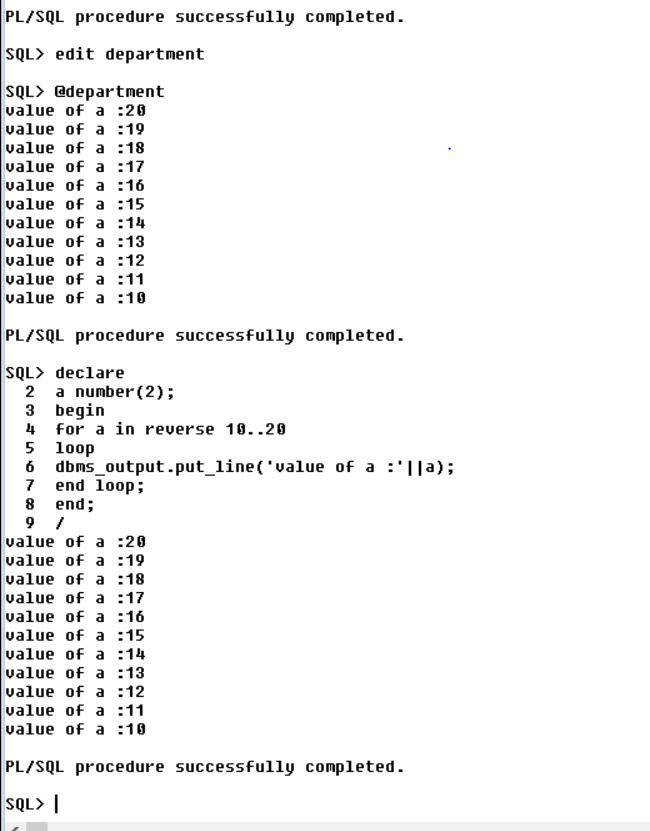 PL/SQL procedure successfully completed.
SQL> edit department
SQL> @department
value of a :20
value of a :19
value of a :18
value of a :17
value of a :16
value of a :15
value of a :14
value of a :13
value of a :12
value of a :11
value of a :10
PL/SQL procedure successfully completed.
SQL> declare
2 a number(2);
3 begin
4 for a in reverse 10..20
5 loop
6 dbms_output.put_line('value of a :'||a);
7 end loop;
8 end;
9 /
value of a :20
value of a :19
value of a :18
value of a :17
value of a :16
value of a :15
value of a :14
value of a :13
value of a :12
value of a :11
value of a :10
PL/SQL procedure successfully completed.
SQL>